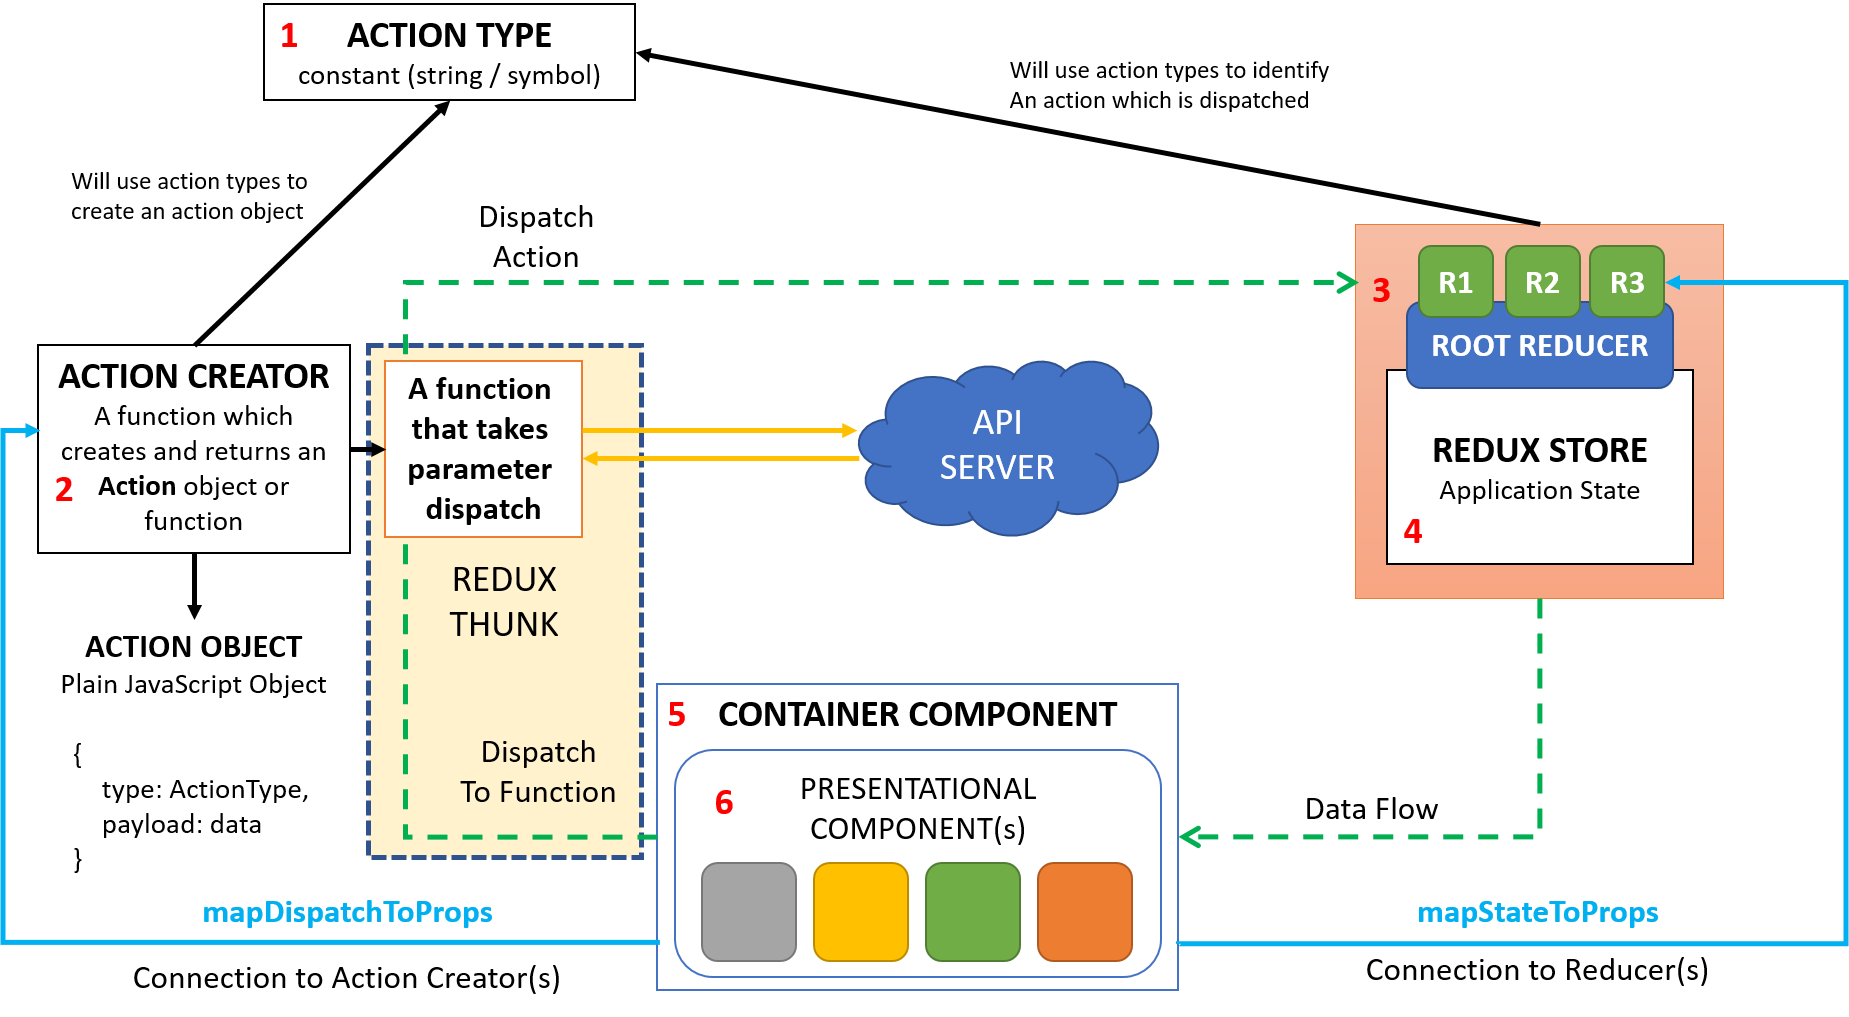 1 ACTION TYPE
constant (string / symbol)
Will use action types to identify
An action which is dispatched
Will use action types to
create an action object
Dispatch
Action
3
R1 R2 R3
ROOT REDUCER
REDUX STORE
Application State
4
ACTION CREATOR
A function which
creates and returns an
2 Action object or
function
A function
that takes
parameter
dispatch
REDUX
THUNK
API
SERVER
ACTION OBJECT
Plain JavaScript Object
{
type: ActionType,
payload: data
}
Dispatch
To Function
5 CONTAINER COMPONENT
6 PRESENTATIONAL
COMPONENT(s)
Data Flow
mapDispatchToProps
Connection to Action Creator(s)
mapStateToProps
Connection to Reducer(s)